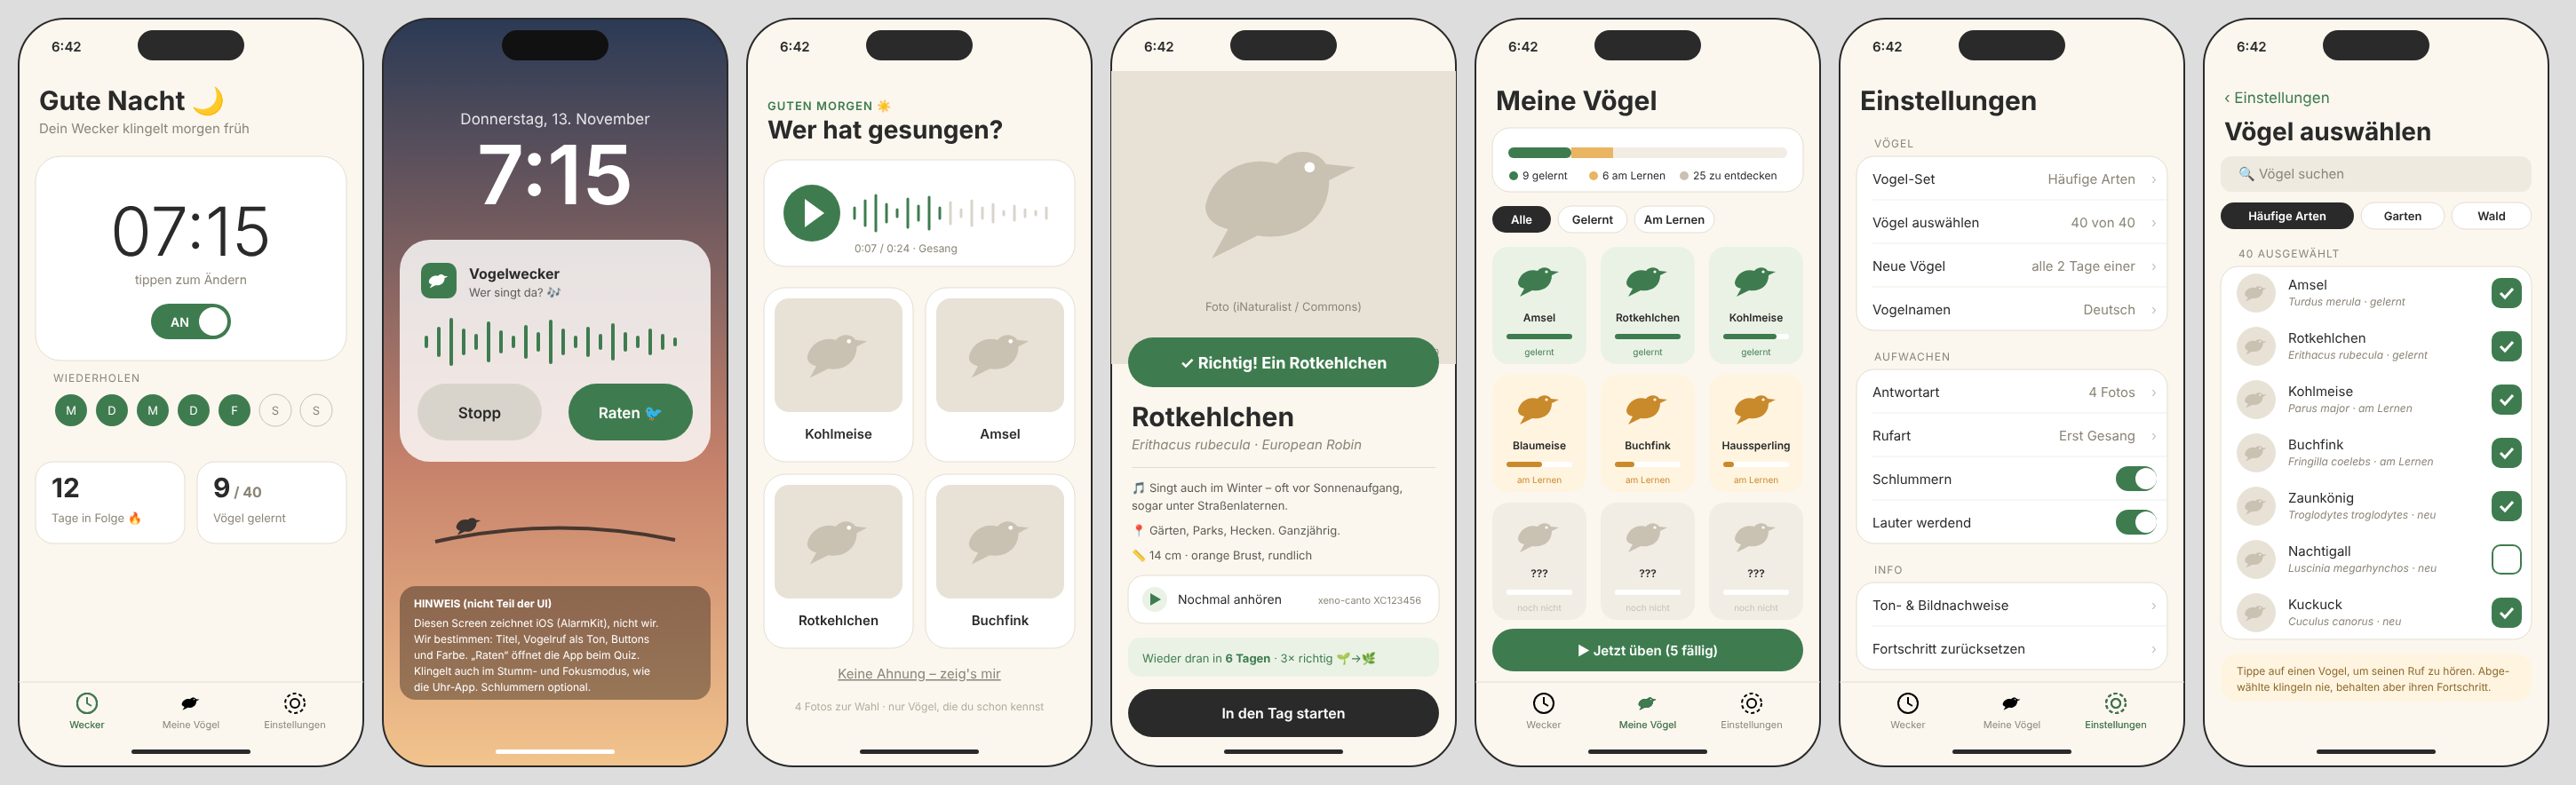 6:42
Gute Nacht 🌙
Dein Wecker klingelt morgen früh
07:15
tippen zum Ändern
AN
WIEDERHOLEN
M D M D F S S
12
Tage in Folge 🔥
9 / 40
Vögel gelernt
Wecker Meine Vögel Einstellungen
Donnerstag, 13. November
7:15
Vogelwecker
Wer singt da? 🎶
Stopp Raten 🐦
HINWEIS (nicht Teil der UI)
Diesen Screen zeichnet iOS (AlarmKit), nicht wir.
Wir bestimmen: Titel, Vogelruf als Ton, Buttons
und Farbe. „Raten“ öffnet die App beim Quiz.
Klingelt auch im Stumm- und Fokusmodus, wie
die Uhr-App. Schlummern optional.
6:42
GUTEN MORGEN ☀️
Wer hat gesungen?
0:07 / 0:24 · Gesang
Kohlmeise Amsel
Rotkehlchen Buchfink
Keine Ahnung – zeig's mir
4 Fotos zur Wahl · nur Vögel, die du schon kennst
6:42
Foto (iNaturalist / Commons)
✓ Richtig! Ein Rotkehlchen
Rotkehlchen
Erithacus rubecula · European Robin
🎵 Singt auch im Winter – oft vor Sonnenaufgang,
sogar unter Straßenlaternen.
📍 Gärten, Parks, Hecken. Ganzjährig.
📏 14 cm · orange Brust, rundlich
Nochmal anhören xeno-canto XC123456
Wieder dran in 6 Tagen · 3× richtig 🌱→🌿
In den Tag starten
6:42
Meine Vögel
9 gelernt 6 am Lernen 25 zu entdecken
Alle Gelernt Am Lernen
Amsel Rotkehlchen Kohlmeise
gelernt gelernt gelernt
Blaumeise Buchfink Haussperling
am Lernen am Lernen am Lernen
??? ??? ???
noch nicht noch nicht noch nicht
▶ Jetzt üben (5 fällig)
Wecker Meine Vögel Einstellungen
6:42
Einstellungen
VÖGEL
Vogel-Set Häufige Arten ›
Vögel auswählen 40 von 40 ›
Neue Vögel alle 2 Tage einer ›
Vogelnamen Deutsch ›
AUFWACHEN
Antwortart 4 Fotos ›
Rufart Erst Gesang ›
Schlummern
Lauter werdend
INFO
Ton- & Bildnachweise ›
Fortschritt zurücksetzen ›
Wecker Meine Vögel Einstellungen
6:42
‹ Einstellungen
Vögel auswählen
🔍 Vögel suchen
Häufige Arten Garten Wald
40 AUSGEWÄHLT
Amsel
Turdus merula · gelernt
Rotkehlchen
Erithacus rubecula · gelernt
Kohlmeise
Parus major · am Lernen
Buchfink
Fringilla coelebs · am Lernen
Zaunkönig
Troglodytes troglodytes · neu
Nachtigall
Luscinia megarhynchos · neu
Kuckuck
Cuculus canorus · neu
Tippe auf einen Vogel, um seinen Ruf zu hören. Abge-
wählte klingeln nie, behalten aber ihren Fortschritt.